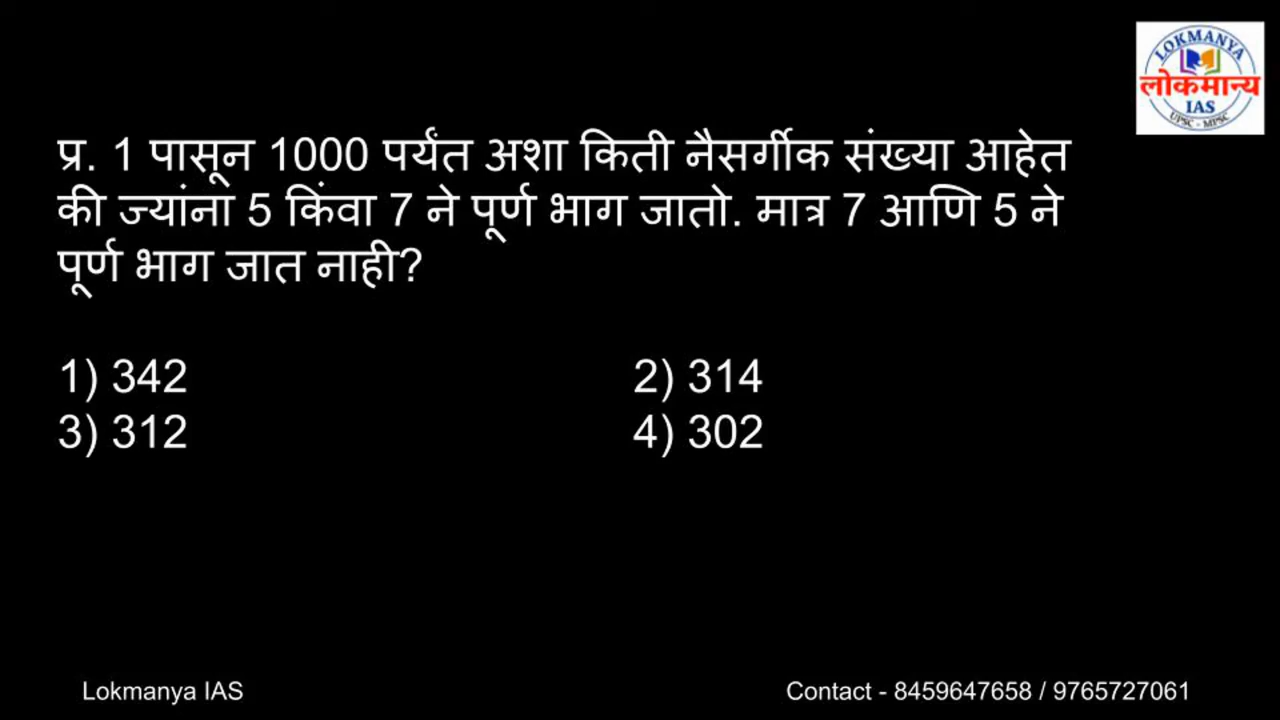 LOKMANYA
लोकमान्य
IAS
UPSC - MPSC
प्र. 1 पासून 1000 पर्यंत अशा किती नैसर्गीक संख्या आहेत
की ज्यांना 5 किंवा 7 ने पूर्ण भाग जातो. मात्र 7 आणि 5 ने
पूर्ण भाग जात नाही?
1) 342 2) 314
3) 312 4) 302
Lokmanya IAS Contact - 8459647658 / 9765727061